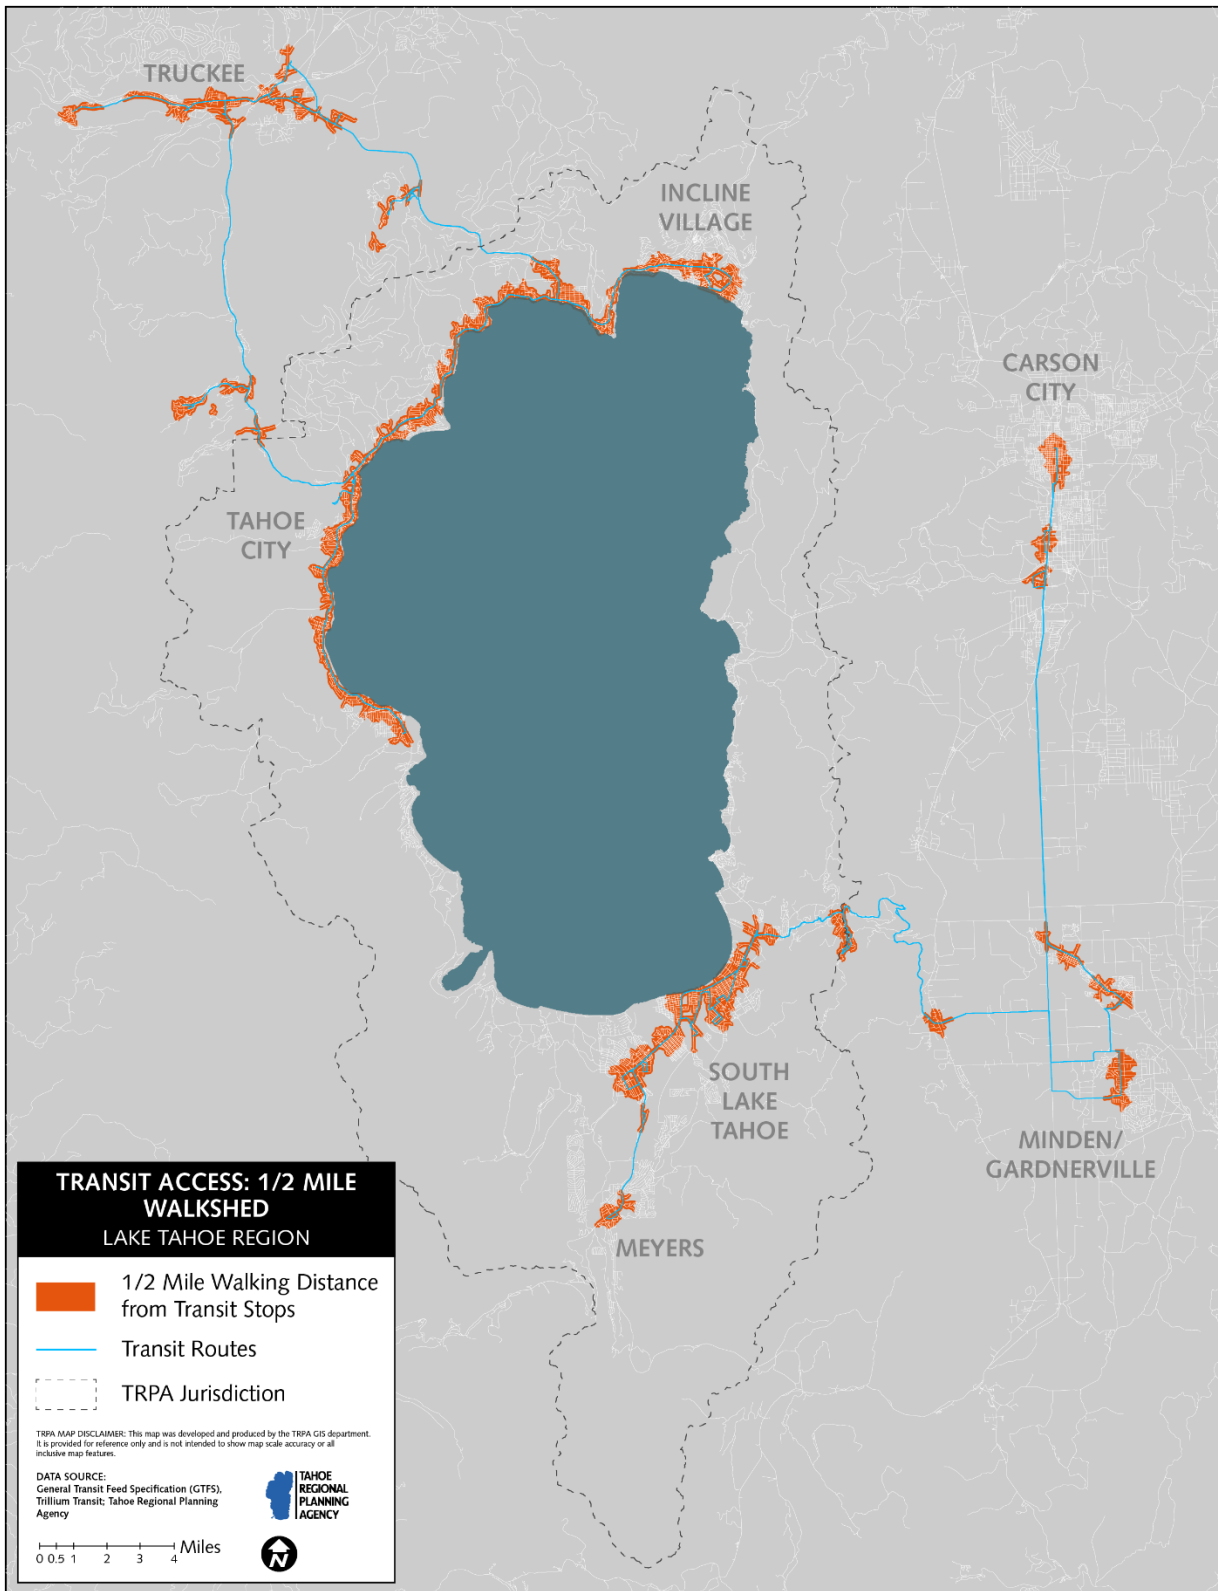 TRUCKEE
INCLINE
VILLAGE
CARSON
CITY
TAHOE
CITY
SOUTH
LAKE
TAHOE
MINDEN/
GARDNERVILLE
MEYERS
TRANSIT ACCESS: 1/2 MILE
WALKSHED
LAKE TAHOE REGION
1/2 Mile Walking Distance
from Transit Stops
Transit Routes
TRPA Jurisdiction
TRPA MAP DISCLAIMER: This map was developed and produced by the TRPA GIS department.
It is provided for reference only and is not intended to show map scale accuracy or all
inclusive map features.
DATA SOURCE:
General Transit Feed Specification (GTFS),
Trillium Transit; Tahoe Regional Planning
Agency
TAHOE
REGIONAL
PLANNING
AGENCY
Miles
0 0.5 1 2 3 4
N